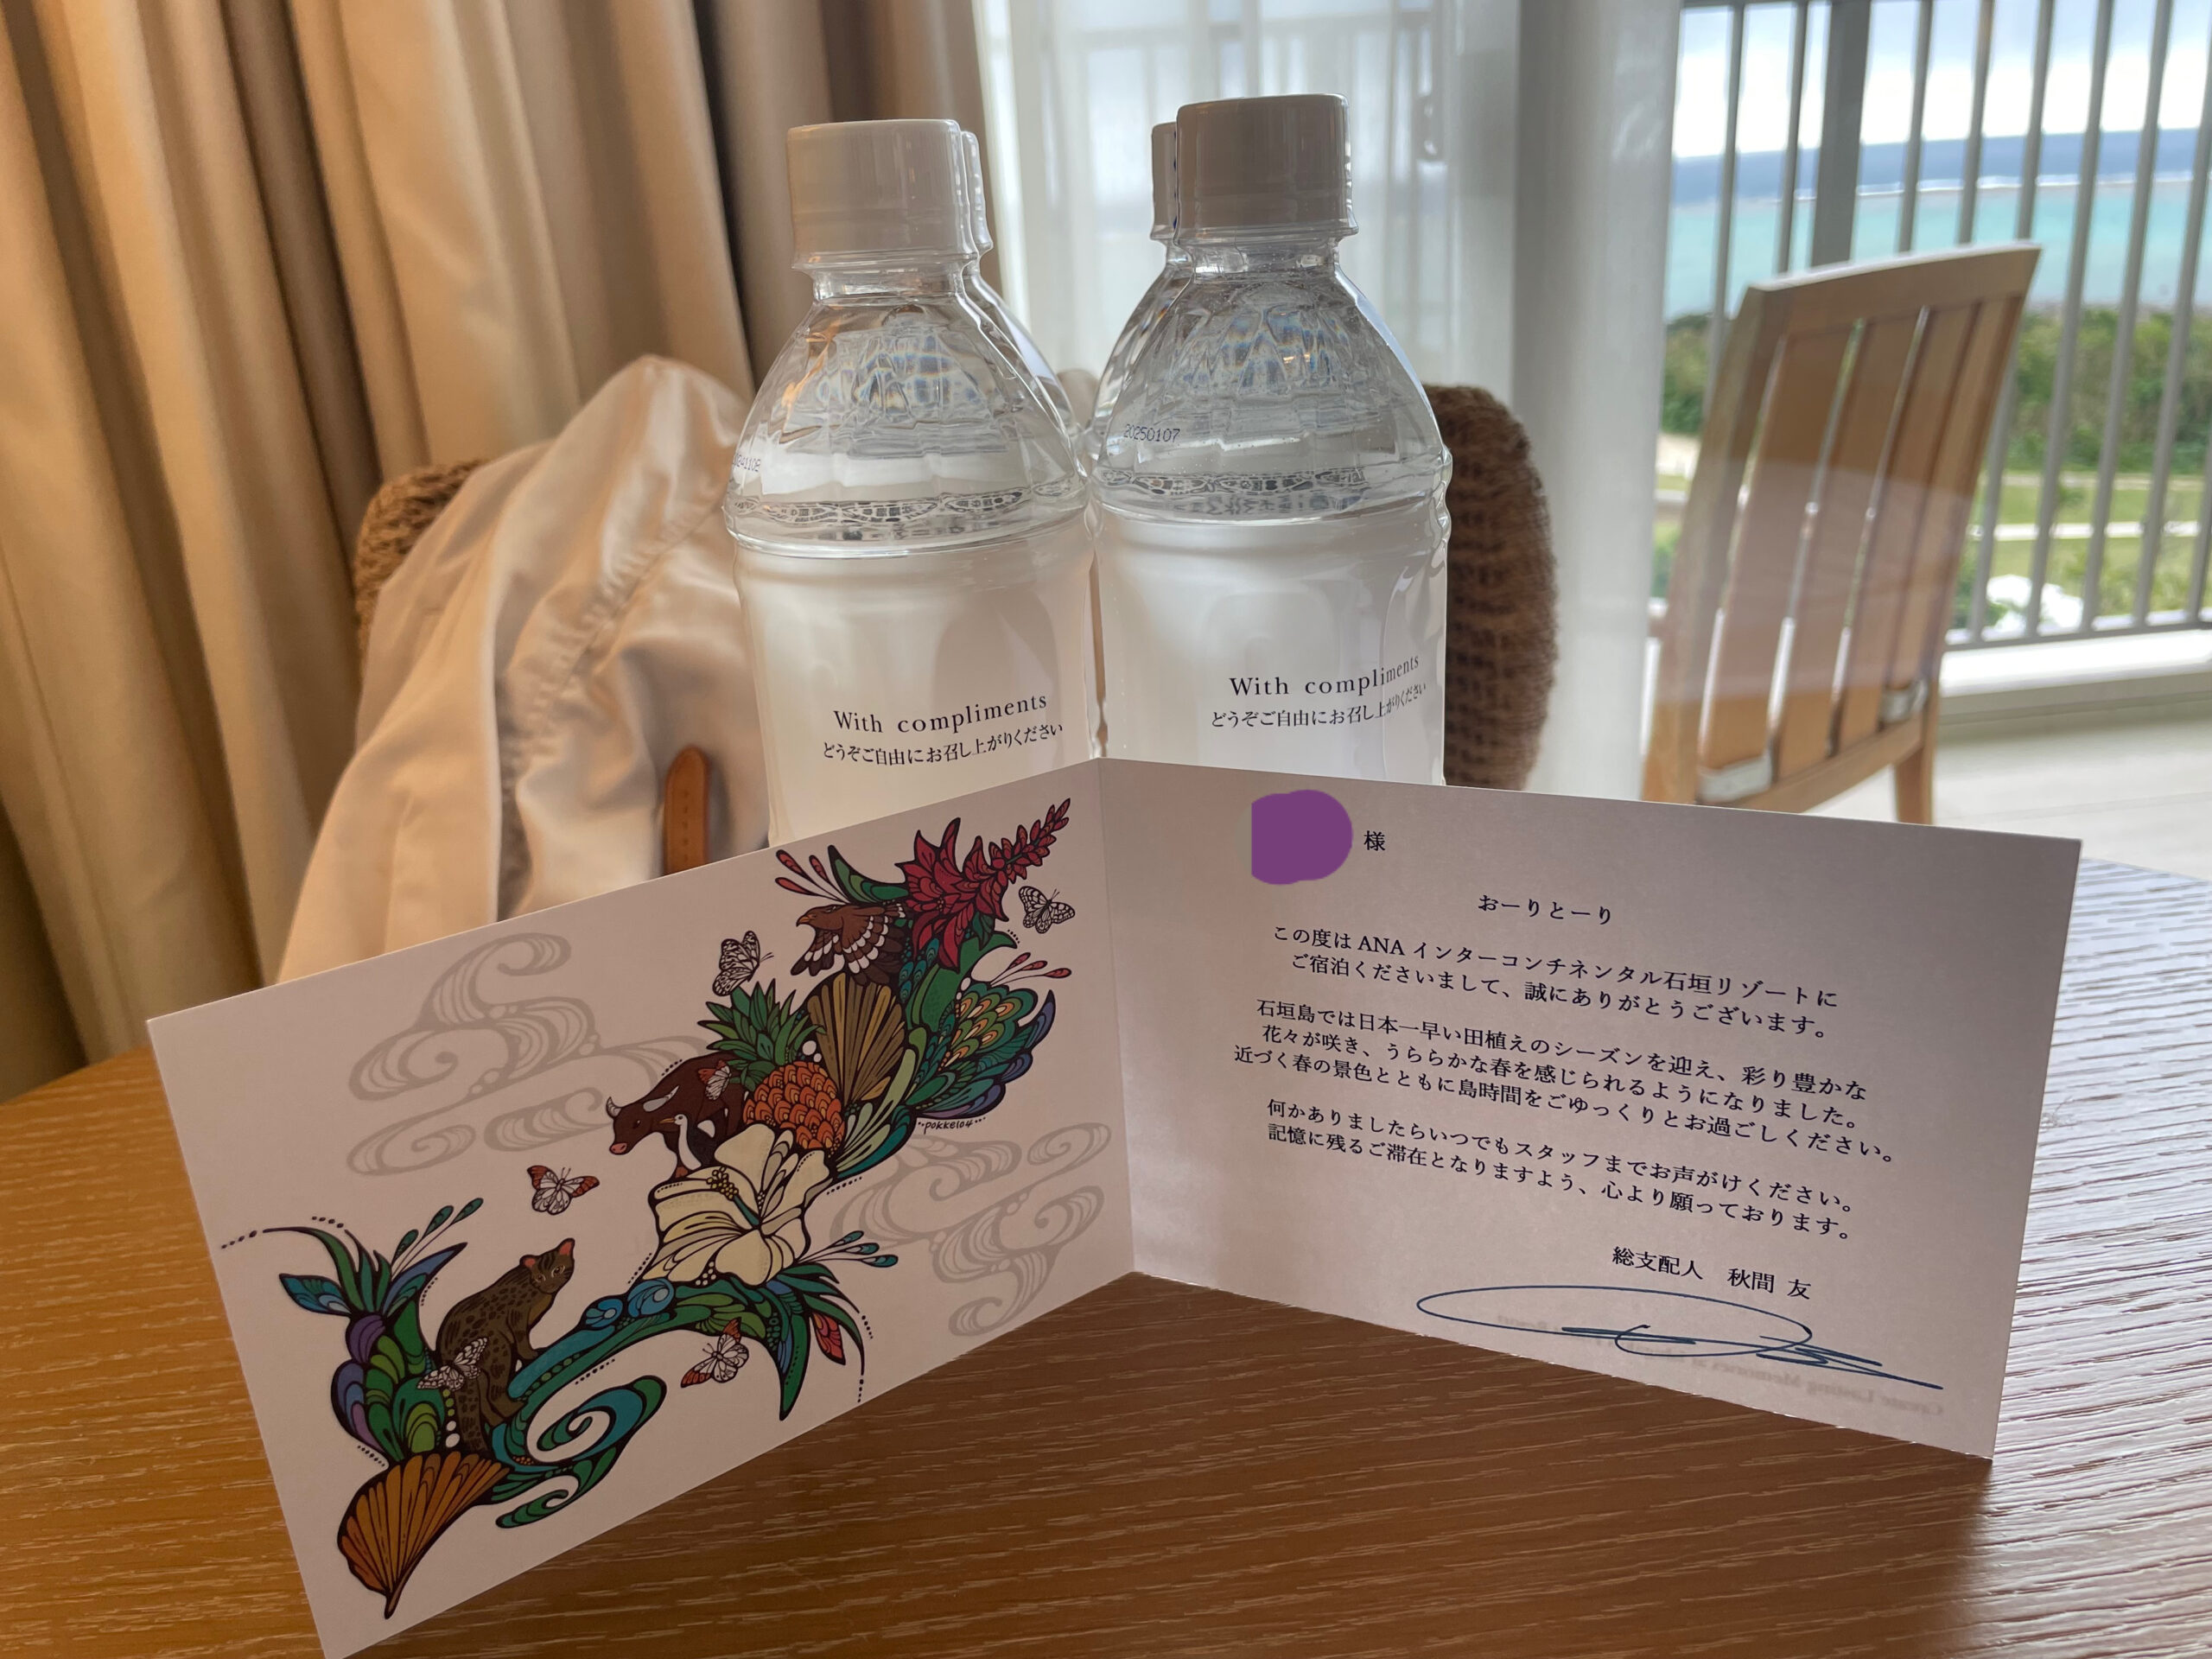 With compliments
どうぞご自由にお召し上がりください
20250107
With compliments
どうぞご自由にお召し上がりください
様
おーりとーり
この度は ANA インターコンチネンタル石垣リゾートに
ご宿泊くださいまして、誠にありがとうございます。
石垣島では日本一早い田植えのシーズンを迎え、彩り豊かな
花々が咲き、うららかな春を感じられるようになりました。
近づく春の景色とともに島時間をごゆっくりとお過ごしください。
何かありましたらいつでもスタッフまでお声がけください。
記憶に残るご滞在となりますよう、心より願っております。
総支配人 秋間 友
pokke104